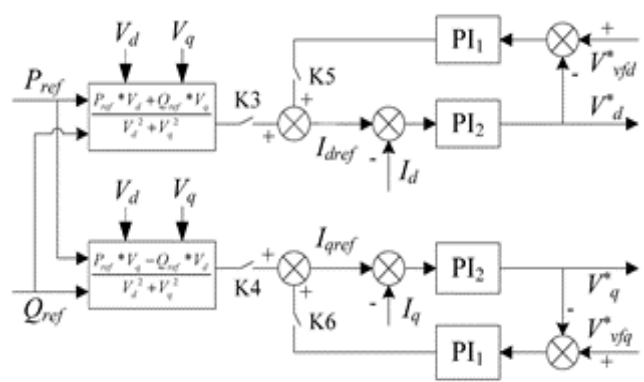 V_d V_q
P_ref
(P_ref * V_d + Q_ref * V_q) / (V_d^2 + V_q^2)
K3
K5
+
+
PI_1
+
V*_vfd
-
I_dref
-
I_d
PI_2
V*_d
V_d V_q
(P_ref * V_q - Q_ref * V_d) / (V_d^2 + V_q^2)
Q_ref
K4
K6
+
+
I_qref
-
I_q
PI_2
V*_q
-
PI_1
V*_vfq
+